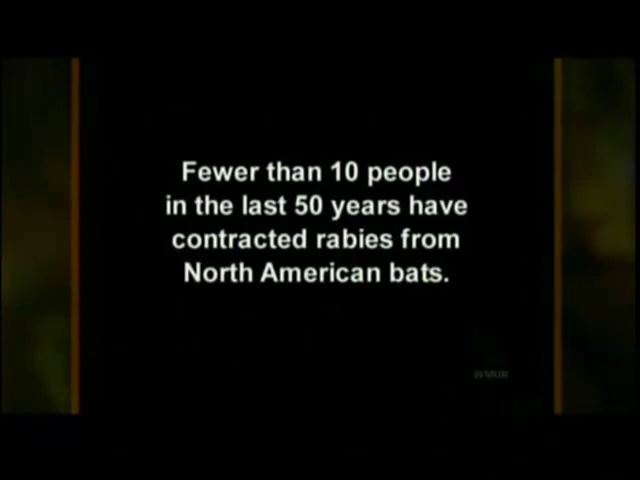 Fewer than 10 people
in the last 50 years have
contracted rabies from
North American bats.